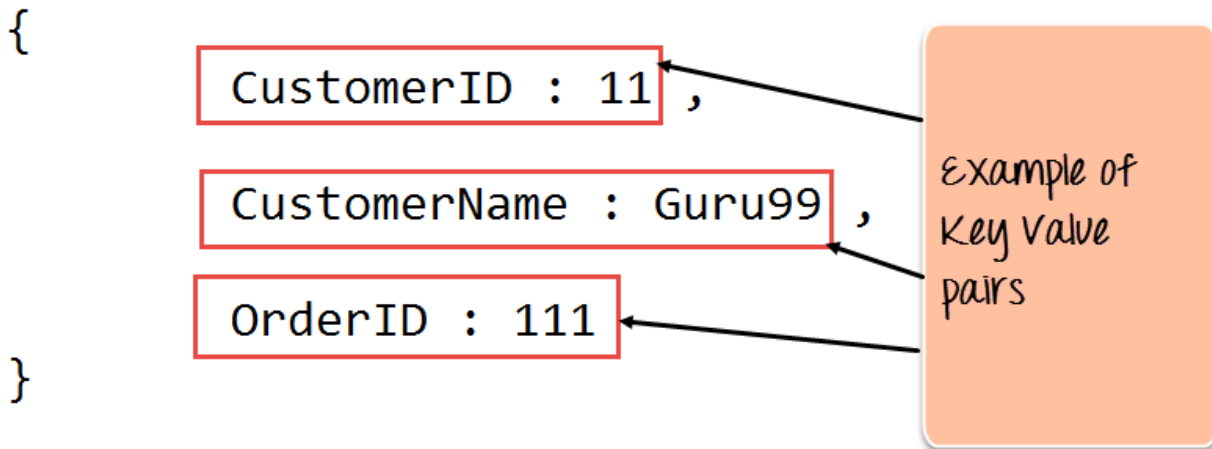 {
CustomerID : 11 ,
CustomerName : Guru99 ,
OrderID : 111
}
Example of
Key Value
pairs